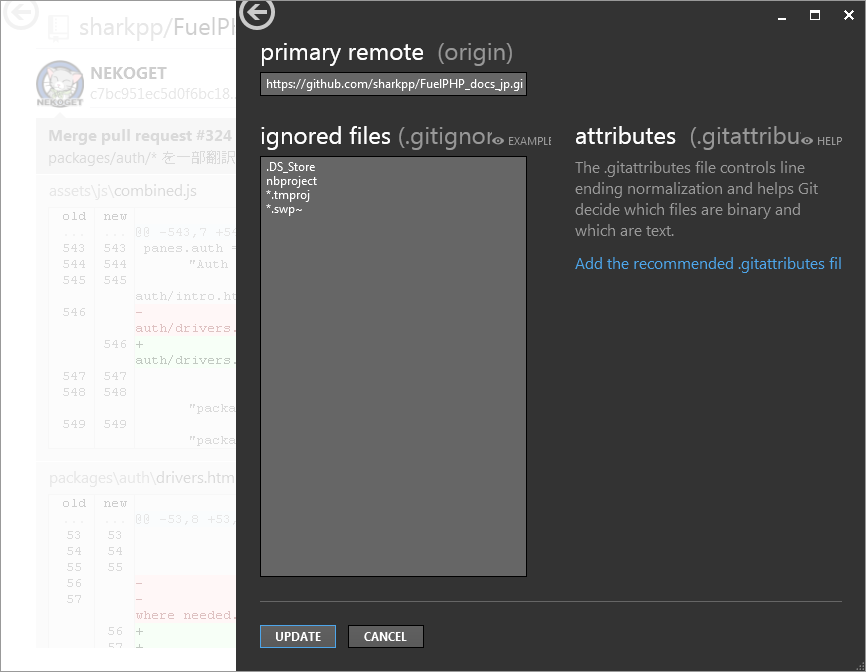 sharkpp/FuelPH
NEKOGET
c7bc951ec5d0f6bc18...
NEKOGET
Merge pull request #324
packages/auth/* を一部翻訳
assets\js\combined.js
old new
... ... @@ -543,7 +54
543 543 panes.auth =
544 544 "Auth
545 545
auth/intro.ht
546 -
auth/drivers.
546 +
auth/drivers.
547 547
548 548
"packa
549 549
"packa
packages\auth\drivers.htm
old new
... ... @@ -53,8 +53,
53 53
54 54
55 55
56 -
57 -
where needed.
56 +
57 +
primary remote (origin)
https://github.com/sharkpp/FuelPHP_docs_jp.gi
ignored files (.gitignor
EXAMPLE
.DS_Store
nbproject
*.tmproj
*.swp~
attributes (.gitattribu
HELP
The .gitattributes file controls line
ending normalization and helps Git
decide which files are binary and
which are text.
Add the recommended .gitattributes fil
UPDATE CANCEL